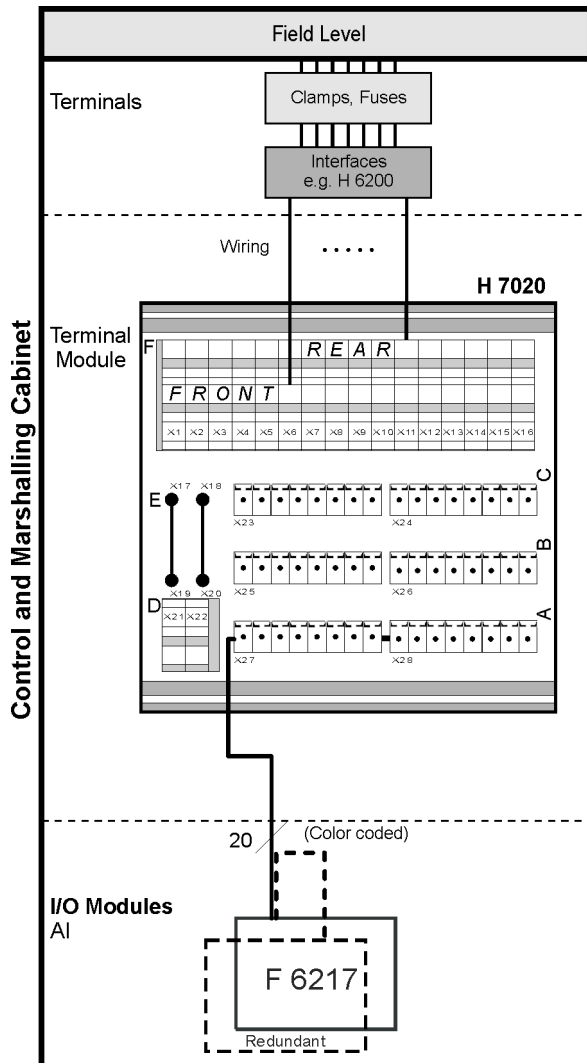 Field Level
Terminals
Clamps, Fuses
Interfaces
e.g. H 6200
Wiring
.....
H 7020
Terminal
Module
F
REAR
FRONT
X1 X2 X3 X4 X5 X6 X7 X8 X9 X10 X11 X12 X13 X14 X15 X16
X17 X18
E
C
X23 X24
B
X19 X20
X25 X26
D
X21 X22
A
X27 X28
Control and Marshalling Cabinet
20
(Color coded)
I/O Modules
AI
F 6217
Redundant